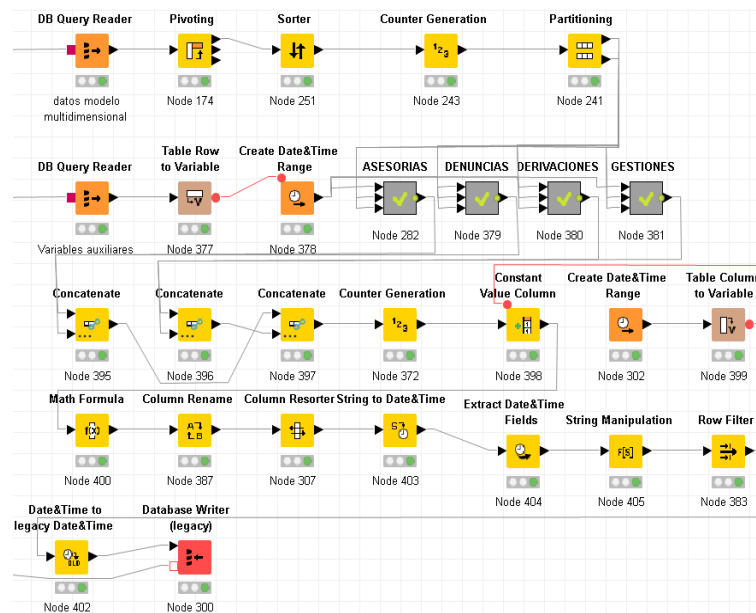 DB Query Reader
Pivoting
Sorter
Counter Generation
Partitioning
datos modelo
multidimensional
Node 174
Node 251
Node 243
Node 241
DB Query Reader
Table Row
to Variable
Create Date&Time
Range
ASESORIAS
DENUNCIAS
DERIVACIONES
GESTIONES
Variables auxiliares
Node 377
Node 378
Node 282
Node 379
Node 380
Node 381
Concatenate
Concatenate
Concatenate
Counter Generation
Constant
Value Column
Create Date&Time
Range
Table Column
to Variable
Node 395
Node 396
Node 397
Node 372
Node 398
Node 302
Node 399
Math Formula
Column Rename
Column Resorter
String to Date&Time
Extract Date&Time
Fields
String Manipulation
Row Filter
Node 400
Node 387
Node 307
Node 403
Node 404
Node 405
Node 383
Date&Time to
legacy Date&Time
Database Writer
(legacy)
Node 402
Node 300